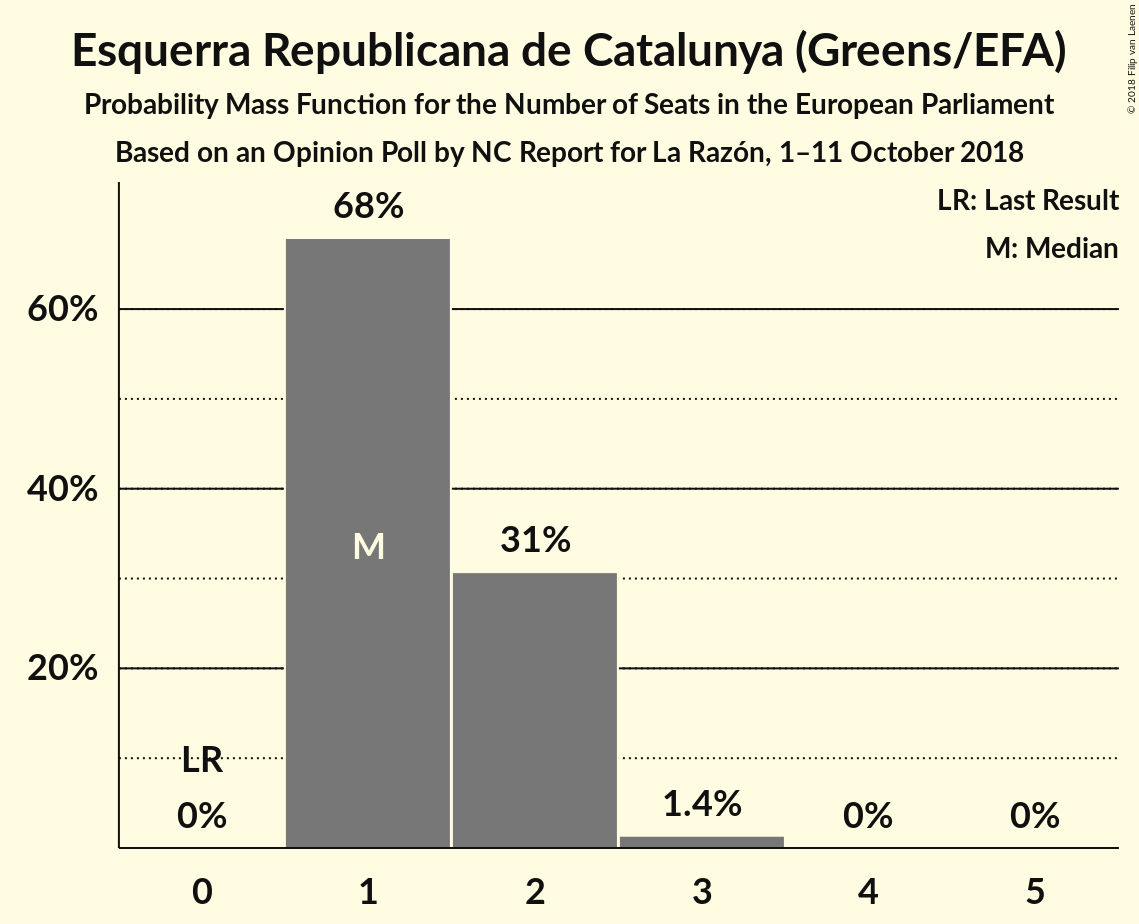 Esquerra Republicana de Catalunya (Greens/EFA)
Probability Mass Function for the Number of Seats in the European Parliament
Based on an Opinion Poll by NC Report for La Razón, 1–11 October 2018
© 2018 Filip van Laenen
LR: Last Result
M: Median
68%
60%
40%
31%
M
20%
LR
0%
1.4%
0%
0%
0
1
2
3
4
5